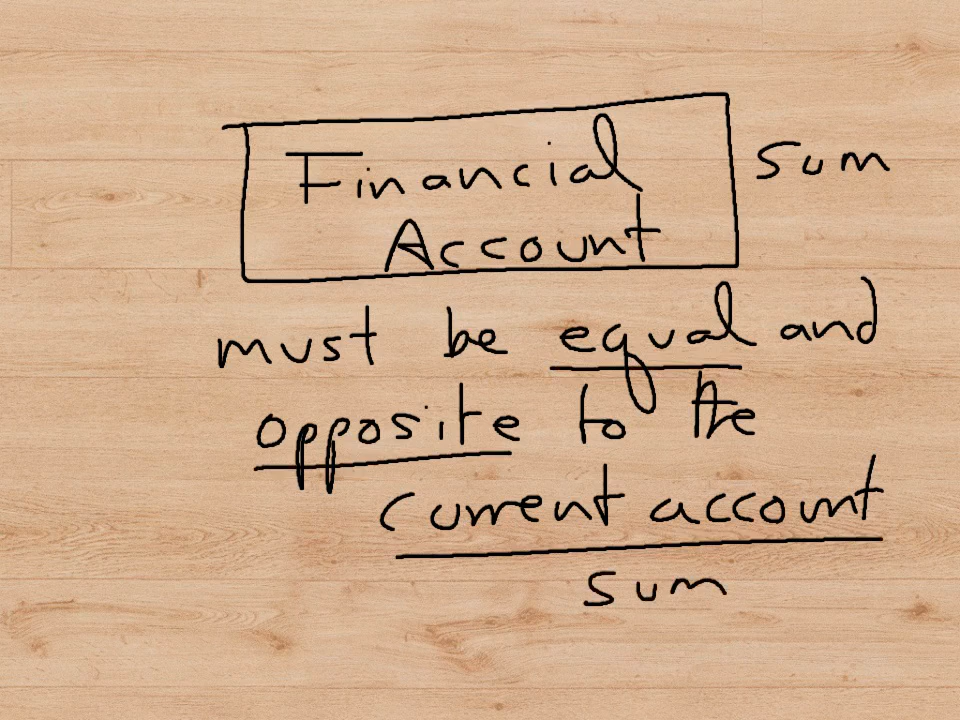 Financial sum
Account
must be equal and
opposite to the
current account
sum